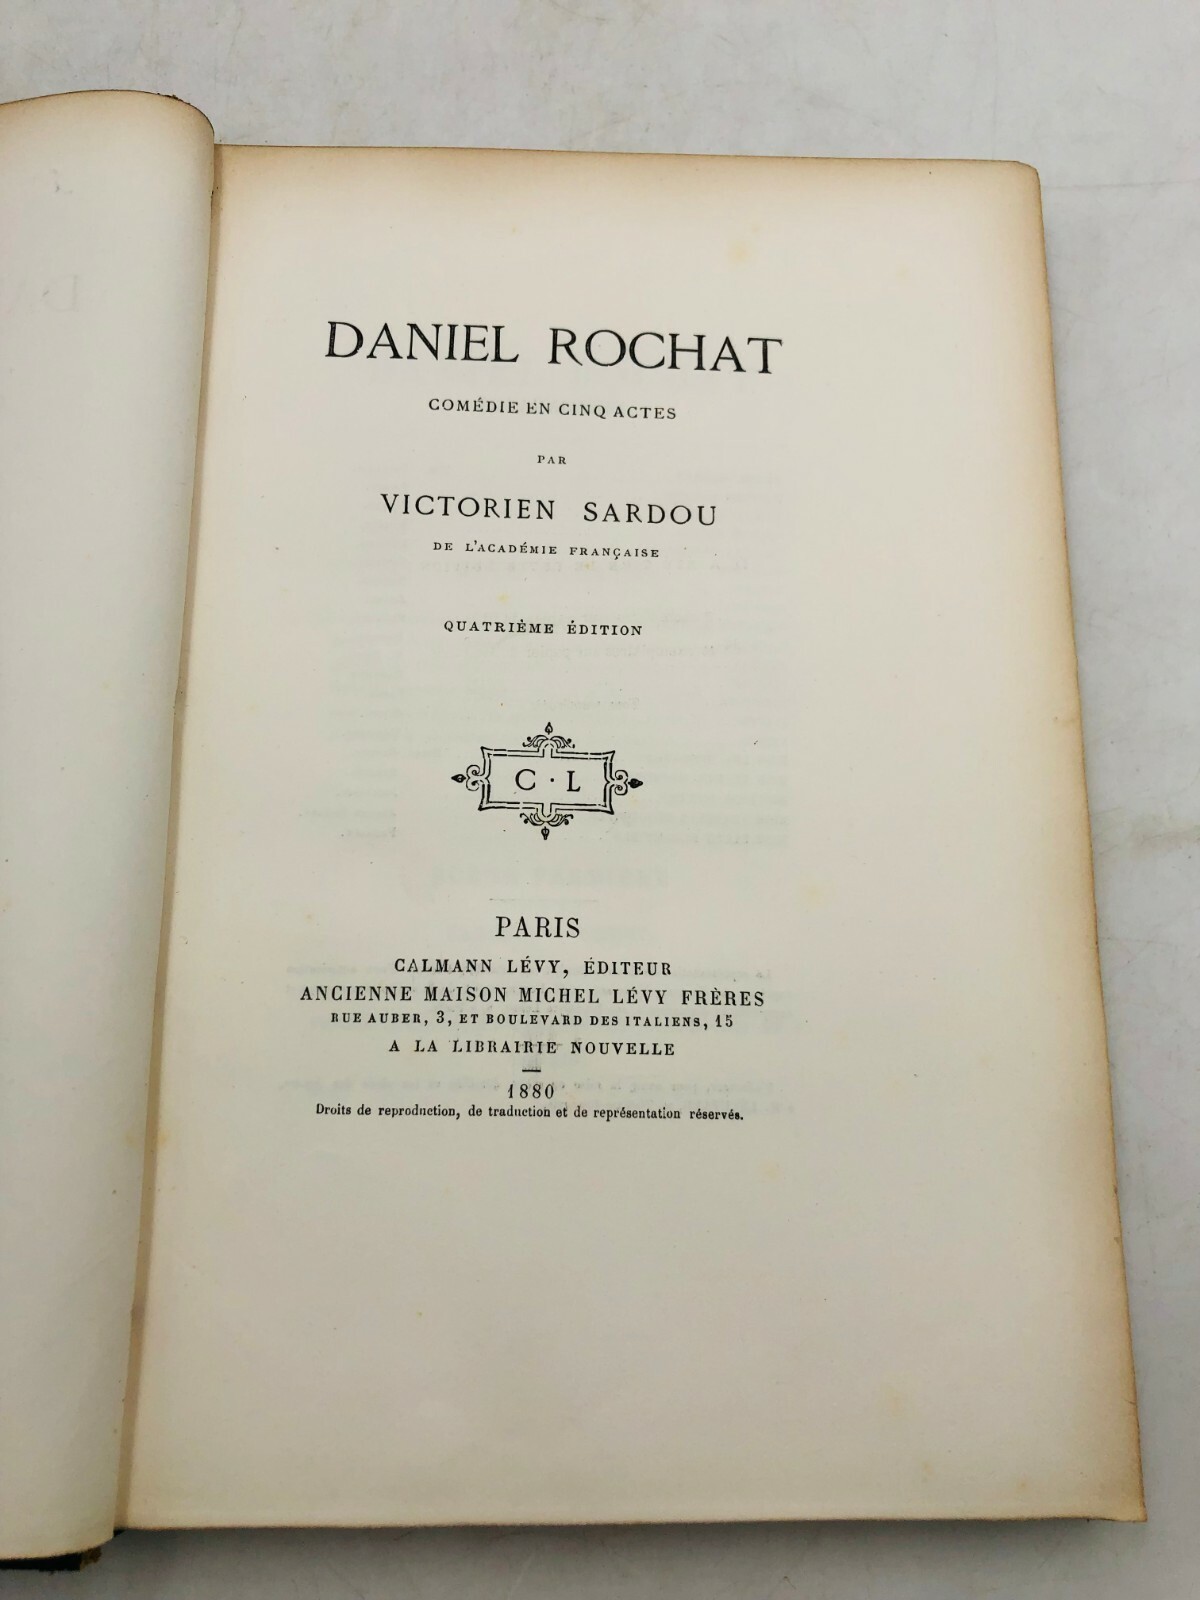 DANIEL ROCHAT
COMÉDIE EN CINQ ACTES
PAR
VICTORIEN SARDOU
DE L'ACADÉMIE FRANÇAISE
QUATRIÈME ÉDITION
C · L
PARIS
CALMANN LÉVY, ÉDITEUR
ANCIENNE MAISON MICHEL LÉVY FRÈRES
RUE AUBER, 3, ET BOULEVARD DES ITALIENS, 15
A LA LIBRAIRIE NOUVELLE
1880
Droits de reproduction, de traduction et de représentation réservés.